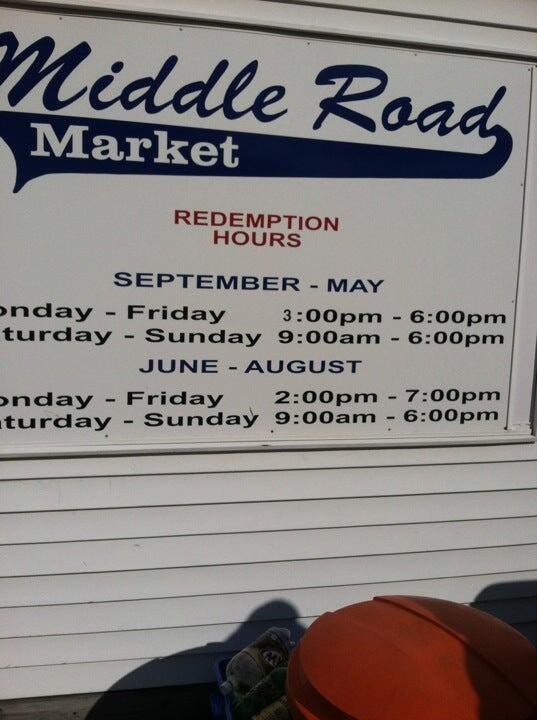 Middle Road
Market
REDEMPTION
HOURS
SEPTEMBER - MAY
onday - Friday 3:00pm - 6:00pm
turday - Sunday 9:00am - 6:00pm
JUNE - AUGUST
onday - Friday 2:00pm - 7:00pm
aturday - Sunday 9:00am - 6:00pm